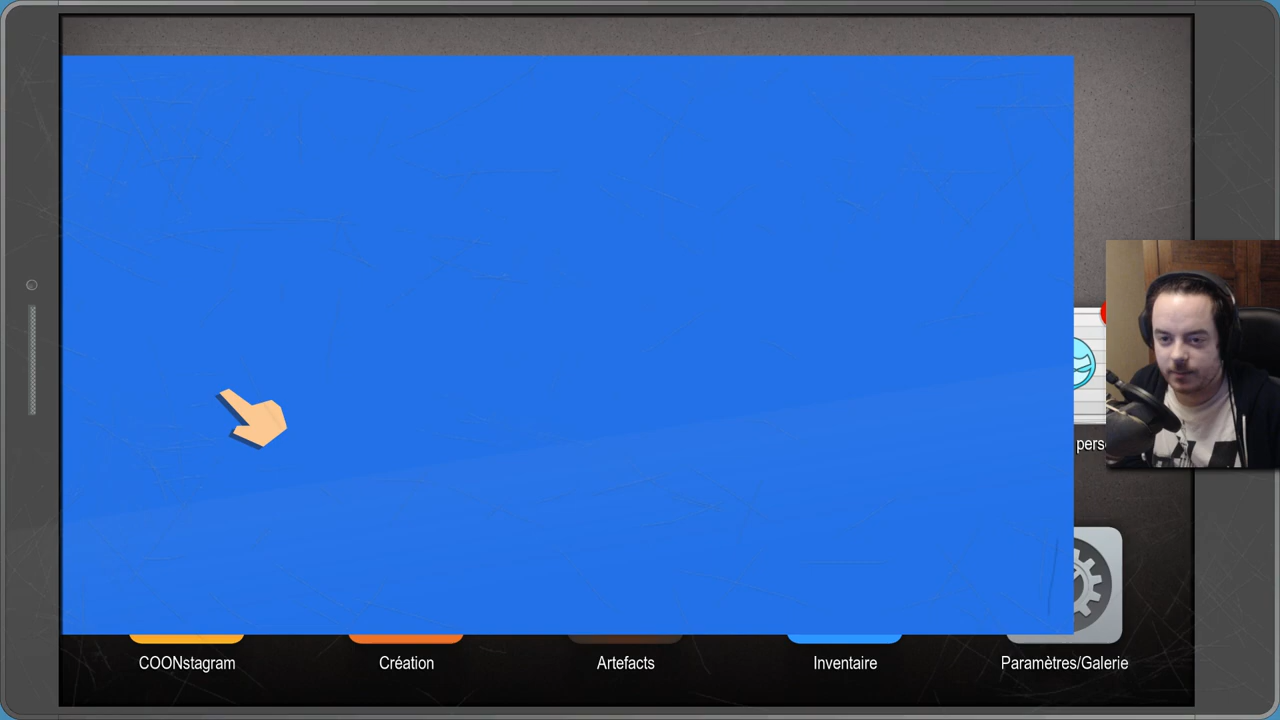 pers
COONstagram
Création
Artefacts
Inventaire
Paramètres/Galerie